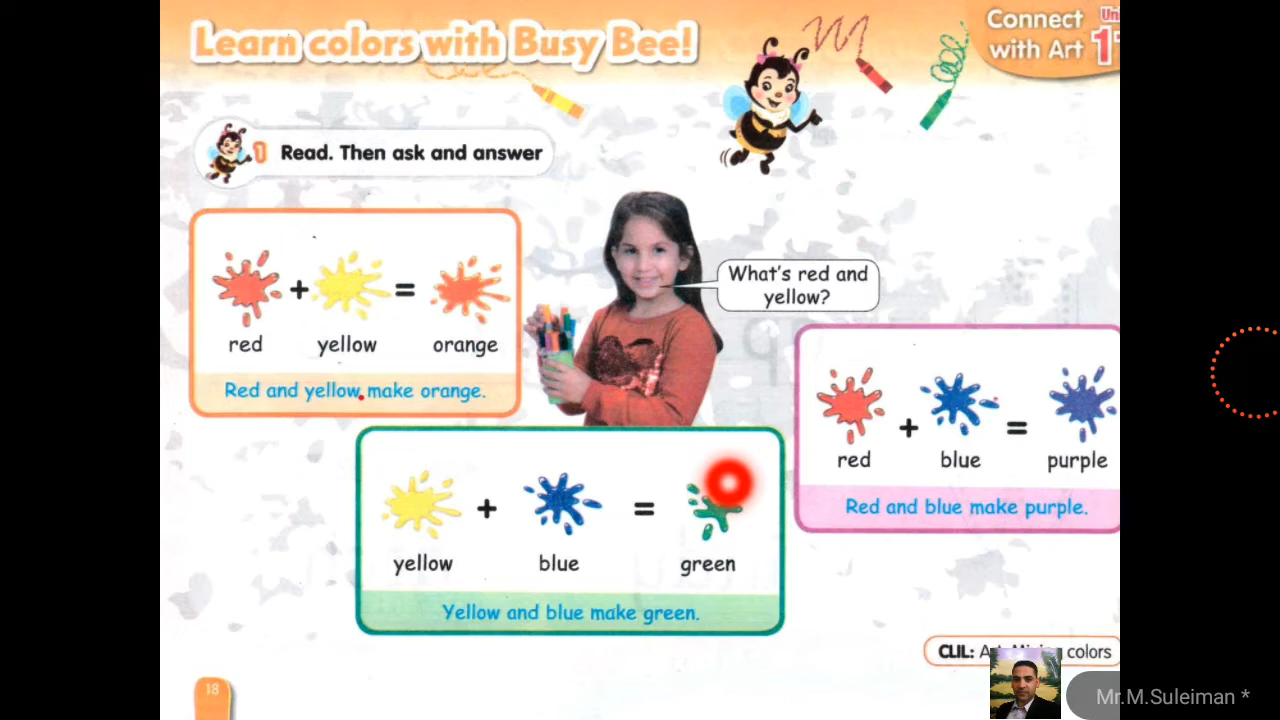 Learn colors with Busy Bee!
Connect
with Art
1 Read. Then ask and answer
What's red and
yellow?
red + yellow = orange
Red and yellow make orange.
red + blue = purple
Red and blue make purple.
yellow + blue = green
Yellow and blue make green.
CLIL: colors
18
Mr.M.Suleiman *